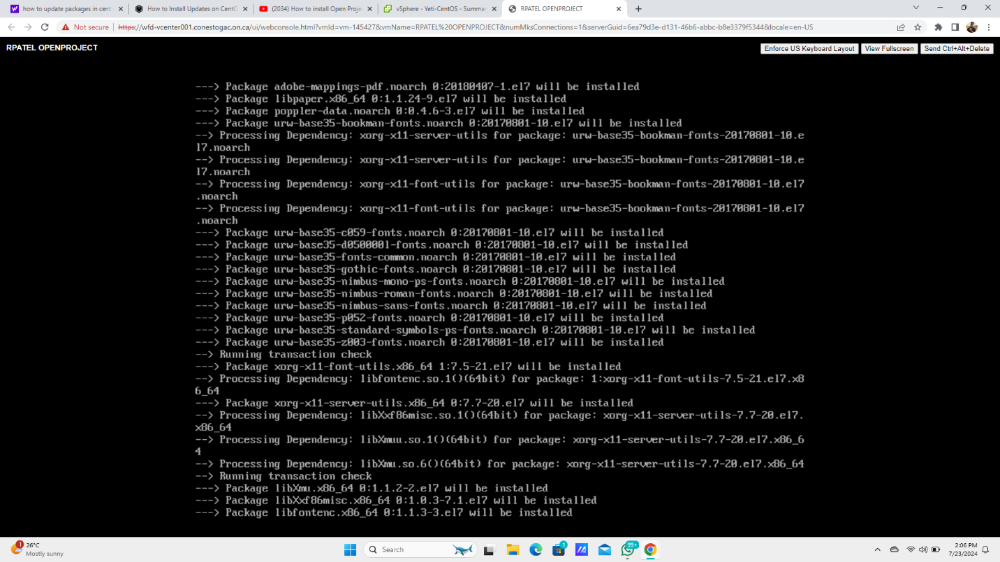 how to update packages in cent
How to Install Updates on CentO
(2034) How to install Open Proje
vSphere - Yeti-CentOS - Summar
RPATEL OPENPROJECT
Not secure
https://wfd-vcenter001.conestogac.on.ca/ui/webconsole.html?vmId=vm-145427&vmName=RPATEL%20OPENPROJECT&numMksConnections=1&serverGuid=6ea79d3e-d131-46b6-abbc-b8e3379f5344&locale=en-US
RPATEL OPENPROJECT
Enforce US Keyboard Layout
View Fullscreen
Send Ctrl+Alt+Delete
---> Package adobe-mappings-pdf.noarch 0:20180407-1.el7 will be installed
---> Package libpaper.x86_64 0:1.1.24-9.el7 will be installed
---> Package poppler-data.noarch 0:0.4.6-3.el7 will be installed
---> Package urw-base35-bookman-fonts.noarch 0:20170801-10.el7 will be installed
--> Processing Dependency: xorg-x11-server-utils for package: urw-base35-bookman-fonts-20170801-10.e
l7.noarch
--> Processing Dependency: xorg-x11-server-utils for package: urw-base35-bookman-fonts-20170801-10.e
l7.noarch
--> Processing Dependency: xorg-x11-font-utils for package: urw-base35-bookman-fonts-20170801-10.el7
.noarch
--> Processing Dependency: xorg-x11-font-utils for package: urw-base35-bookman-fonts-20170801-10.el7
.noarch
---> Package urw-base35-c059-fonts.noarch 0:20170801-10.el7 will be installed
---> Package urw-base35-d050000l-fonts.noarch 0:20170801-10.el7 will be installed
---> Package urw-base35-fonts-common.noarch 0:20170801-10.el7 will be installed
---> Package urw-base35-gothic-fonts.noarch 0:20170801-10.el7 will be installed
---> Package urw-base35-nimbus-mono-ps-fonts.noarch 0:20170801-10.el7 will be installed
---> Package urw-base35-nimbus-roman-fonts.noarch 0:20170801-10.el7 will be installed
---> Package urw-base35-nimbus-sans-fonts.noarch 0:20170801-10.el7 will be installed
---> Package urw-base35-p052-fonts.noarch 0:20170801-10.el7 will be installed
---> Package urw-base35-standard-symbols-ps-fonts.noarch 0:20170801-10.el7 will be installed
---> Package urw-base35-z003-fonts.noarch 0:20170801-10.el7 will be installed
--> Running transaction check
---> Package xorg-x11-font-utils.x86_64 1:7.5-21.el7 will be installed
--> Processing Dependency: libfontenc.so.1()(64bit) for package: 1:xorg-x11-font-utils-7.5-21.el7.x8
6_64
---> Package xorg-x11-server-utils.x86_64 0:7.7-20.el7 will be installed
--> Processing Dependency: libXxf86misc.so.1()(64bit) for package: xorg-x11-server-utils-7.7-20.el7.
x86_64
--> Processing Dependency: libXmuu.so.1()(64bit) for package: xorg-x11-server-utils-7.7-20.el7.x86_6
4
--> Processing Dependency: libXmu.so.6()(64bit) for package: xorg-x11-server-utils-7.7-20.el7.x86_64
--> Running transaction check
---> Package libXmu.x86_64 0:1.1.2-2.el7 will be installed
---> Package libXxf86misc.x86_64 0:1.0.3-7.1.el7 will be installed
---> Package libfontenc.x86_64 0:1.1.3-3.el7 will be installed
1
26°C
Mostly sunny
Search
1
99+
2:06 PM
7/23/2024